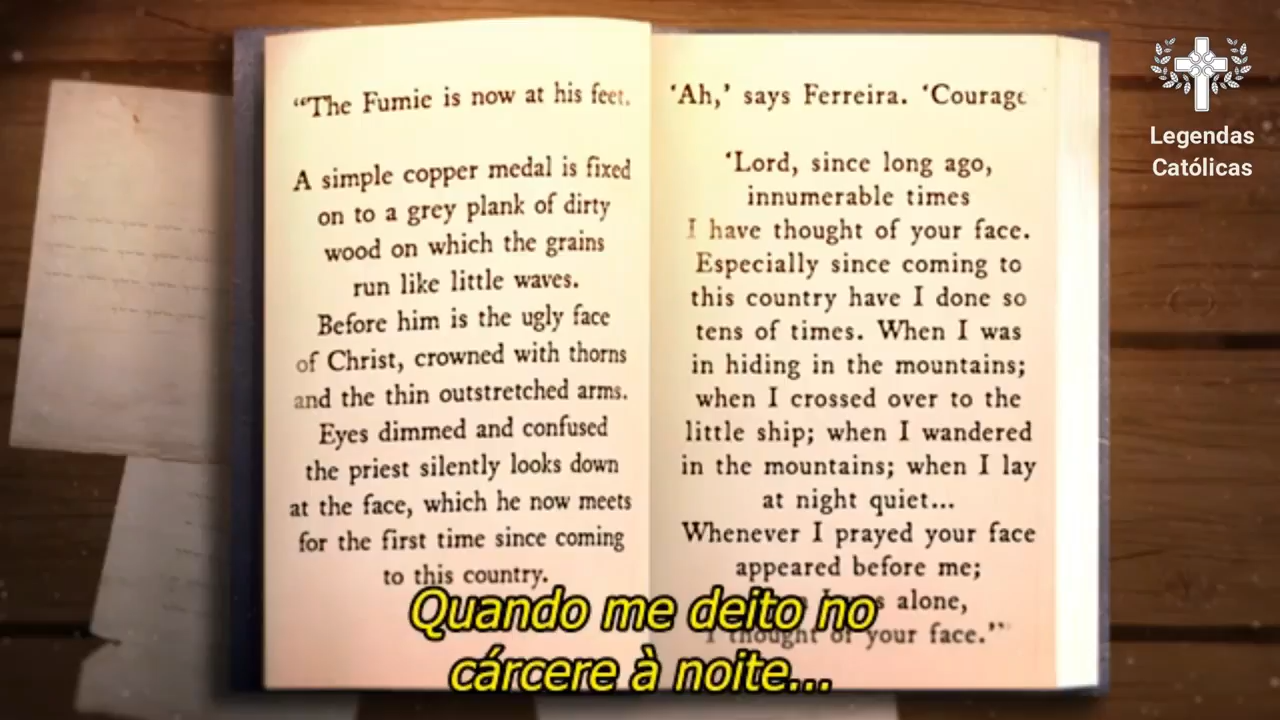 “The Fumie is now at his feet.
A simple copper medal is fixed
on to a grey plank of dirty
wood on which the grains
run like little waves.
Before him is the ugly face
of Christ, crowned with thorns
and the thin outstretched arms.
Eyes dimmed and confused
the priest silently looks down
at the face, which he now meets
for the first time since coming
to this country.
‘Ah,’ says Ferreira. ‘Courage
‘Lord, since long ago,
innumerable times
I have thought of your face.
Especially since coming to
this country have I done so
tens of times. When I was
in hiding in the mountains;
when I crossed over to the
little ship; when I wandered
in the mountains; when I lay
at night quiet...
Whenever I prayed your face
appeared before me;
alone,
I thought of your face.’”
Legendas
Católicas
Quando me deito no
cárcere à noite...